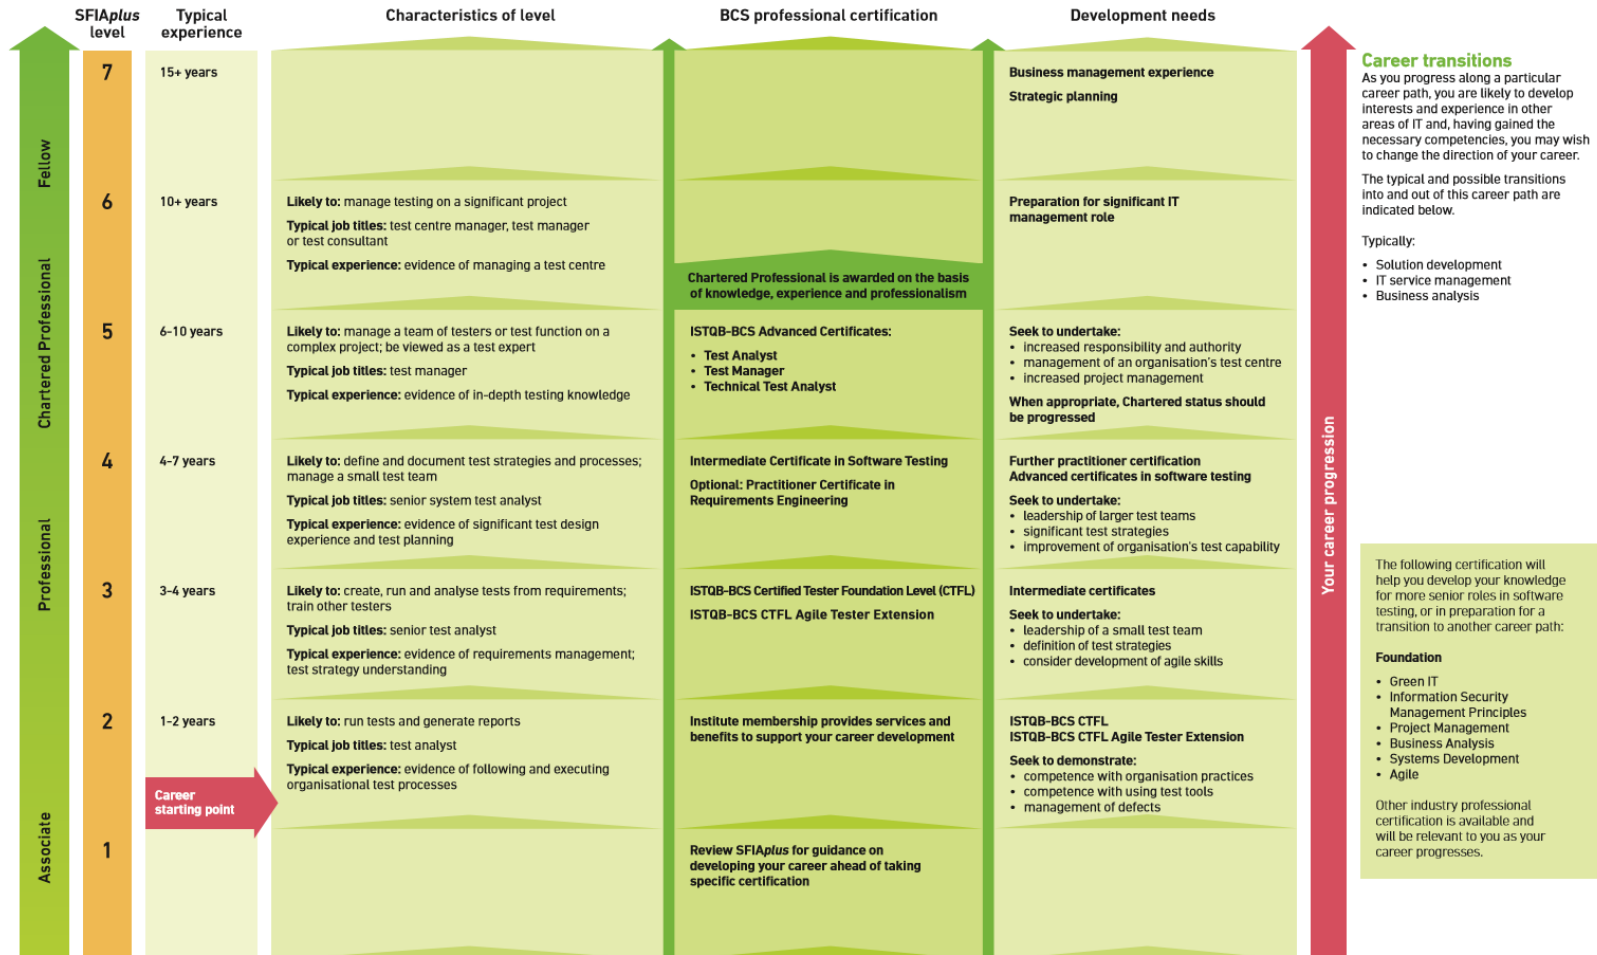 SFIAplus
level
Typical
experience
Characteristics of level
BCS professional certification
Development needs
Fellow
Chartered Professional
Professional
Associate
7
15+ years
Business management experience
Strategic planning
6
10+ years
Likely to: manage testing on a significant project
Typical job titles: test centre manager, test manager
or test consultant
Typical experience: evidence of managing a test centre
Chartered Professional is awarded on the basis
of knowledge, experience and professionalism
Preparation for significant IT
management role
5
6-10 years
Likely to: manage a team of testers or test function on a
complex project; be viewed as a test expert
Typical job titles: test manager
Typical experience: evidence of in-depth testing knowledge
ISTQB-BCS Advanced Certificates:
• Test Analyst
• Test Manager
• Technical Test Analyst
Seek to undertake:
• increased responsibility and authority
• management of an organisation's test centre
• increased project management
When appropriate, Chartered status should
be progressed
4
4-7 years
Likely to: define and document test strategies and processes;
manage a small test team
Typical job titles: senior system test analyst
Typical experience: evidence of significant test design
experience and test planning
Intermediate Certificate in Software Testing
Optional: Practitioner Certificate in
Requirements Engineering
Further practitioner certification
Advanced certificates in software testing
Seek to undertake:
• leadership of larger test teams
• significant test strategies
• improvement of organisation's test capability
3
3-4 years
Likely to: create, run and analyse tests from requirements;
train other testers
Typical job titles: senior test analyst
Typical experience: evidence of requirements management;
test strategy understanding
ISTQB-BCS Certified Tester Foundation Level (CTFL)
ISTQB-BCS CTFL Agile Tester Extension
Intermediate certificates
Seek to undertake:
• leadership of a small test team
• definition of test strategies
• consider development of agile skills
2
1-2 years
Career
starting point
Likely to: run tests and generate reports
Typical job titles: test analyst
Typical experience: evidence of following and executing
organisational test processes
Institute membership provides services and
benefits to support your career development
ISTQB-BCS CTFL
ISTQB-BCS CTFL Agile Tester Extension
Seek to demonstrate:
• competence with organisation practices
• competence with using test tools
• management of defects
1
Review SFIAplus for guidance on
developing your career ahead of taking
specific certification
Your career progression
Career transitions
As you progress along a particular
career path, you are likely to develop
interests and experience in other
areas of IT and, having gained the
necessary competencies, you may wish
to change the direction of your career.
The typical and possible transitions
into and out of this career path are
indicated below.
Typically:
• Solution development
• IT service management
• Business analysis
The following certification will
help you develop your knowledge
for more senior roles in software
testing, or in preparation for a
transition to another career path:
Foundation
• Green IT
• Information Security
Management Principles
• Project Management
• Business Analysis
• Systems Development
• Agile
Other industry professional
certification is available and
will be relevant to you as your
career progresses.